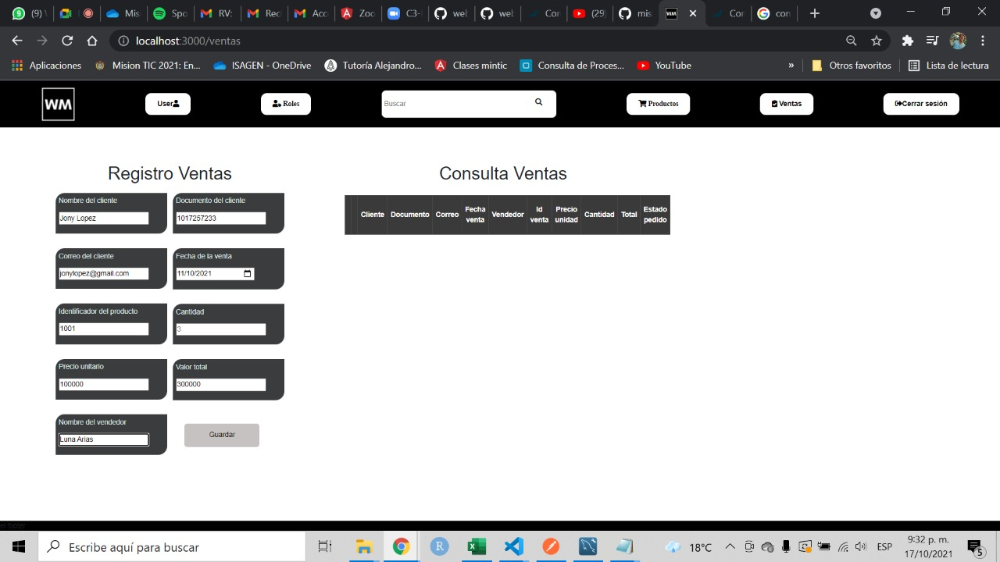 (9) Mis Spo RV: Rec Acc Zoo C3- wel wel Cor (29) mis WM Cor con
localhost:3000/ventas
Aplicaciones Mision TIC 2021: En... ISAGEN - OneDrive Tutoría Alejandro... Clases mintic Consulta de Proces... YouTube » Otros favoritos Lista de lectura
WM User Roles Buscar Productos Ventas Cerrar sesión
Registro Ventas
Nombre del cliente Documento del cliente
Jony Lopez 1017257233
Correo del cliente Fecha de la venta
jonylopez@gmail.com 11/10/2021
Identificador del producto Cantidad
1001 3
Precio unitario Valor total
100000 300000
Nombre del vendedor
Luna Arias Guardar
Consulta Ventas
Cliente Documento Correo Fecha venta Vendedor Id venta Precio unidad Cantidad Total Estado pedido
el footer
Escribe aquí para buscar 18°C ESP 9:32 p. m.
17/10/2021 5